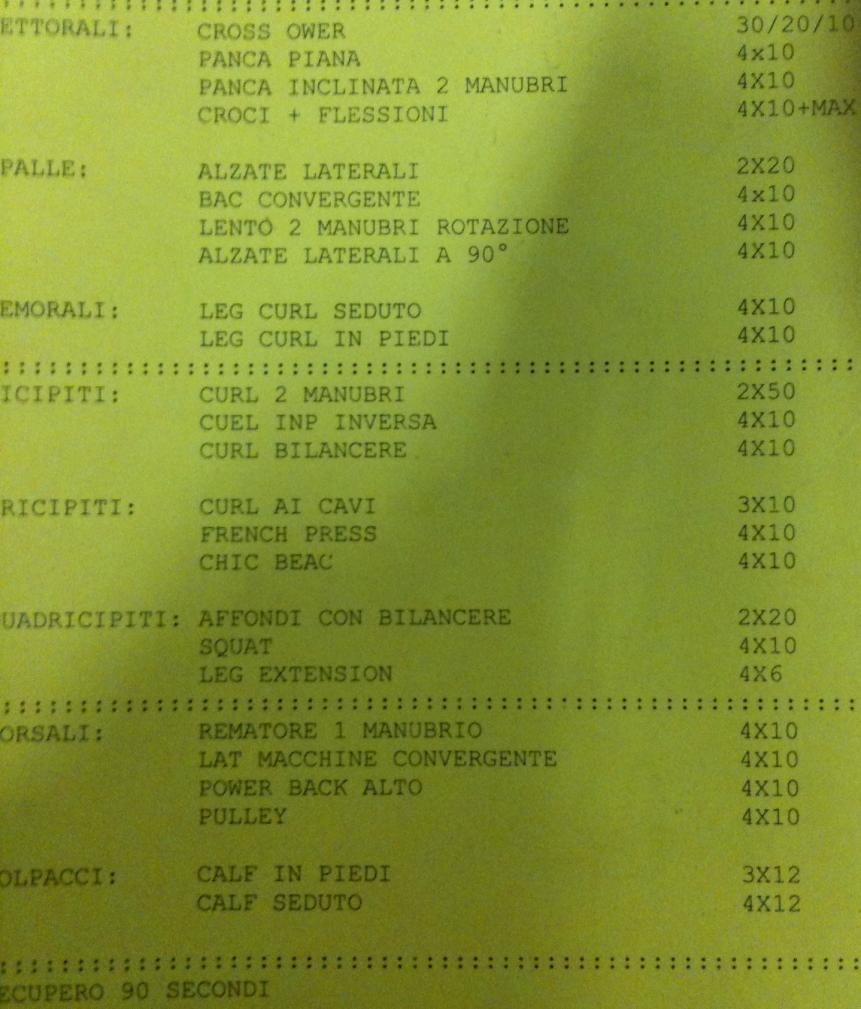 ETTORALI: CROSS OWER 30/20/10
PANCA PIANA 4x10
PANCA INCLINATA 2 MANUBRI 4X10
CROCI + FLESSIONI 4X10+MAX
PALLE: ALZATE LATERALI 2X20
BAC CONVERGENTE 4x10
LENTO 2 MANUBRI ROTAZIONE 4X10
ALZATE LATERALI A 90° 4X10
EMORALI: LEG CURL SEDUTO 4X10
LEG CURL IN PIEDI 4X10
ICIPITI: CURL 2 MANUBRI 2X50
CUEL INP INVERSA 4X10
CURL BILANCERE 4X10
RICIPITI: CURL AI CAVI 3X10
FRENCH PRESS 4X10
CHIC BEAC 4X10
UADRICIPITI: AFFONDI CON BILANCERE 2X20
SQUAT 4X10
LEG EXTENSION 4X6
ORSALI: REMATORE 1 MANUBRIO 4X10
LAT MACCHINE CONVERGENTE 4X10
POWER BACK ALTO 4X10
PULLEY 4X10
OLPACCI: CALF IN PIEDI 3X12
CALF SEDUTO 4X12
ECUPERO 90 SECONDI